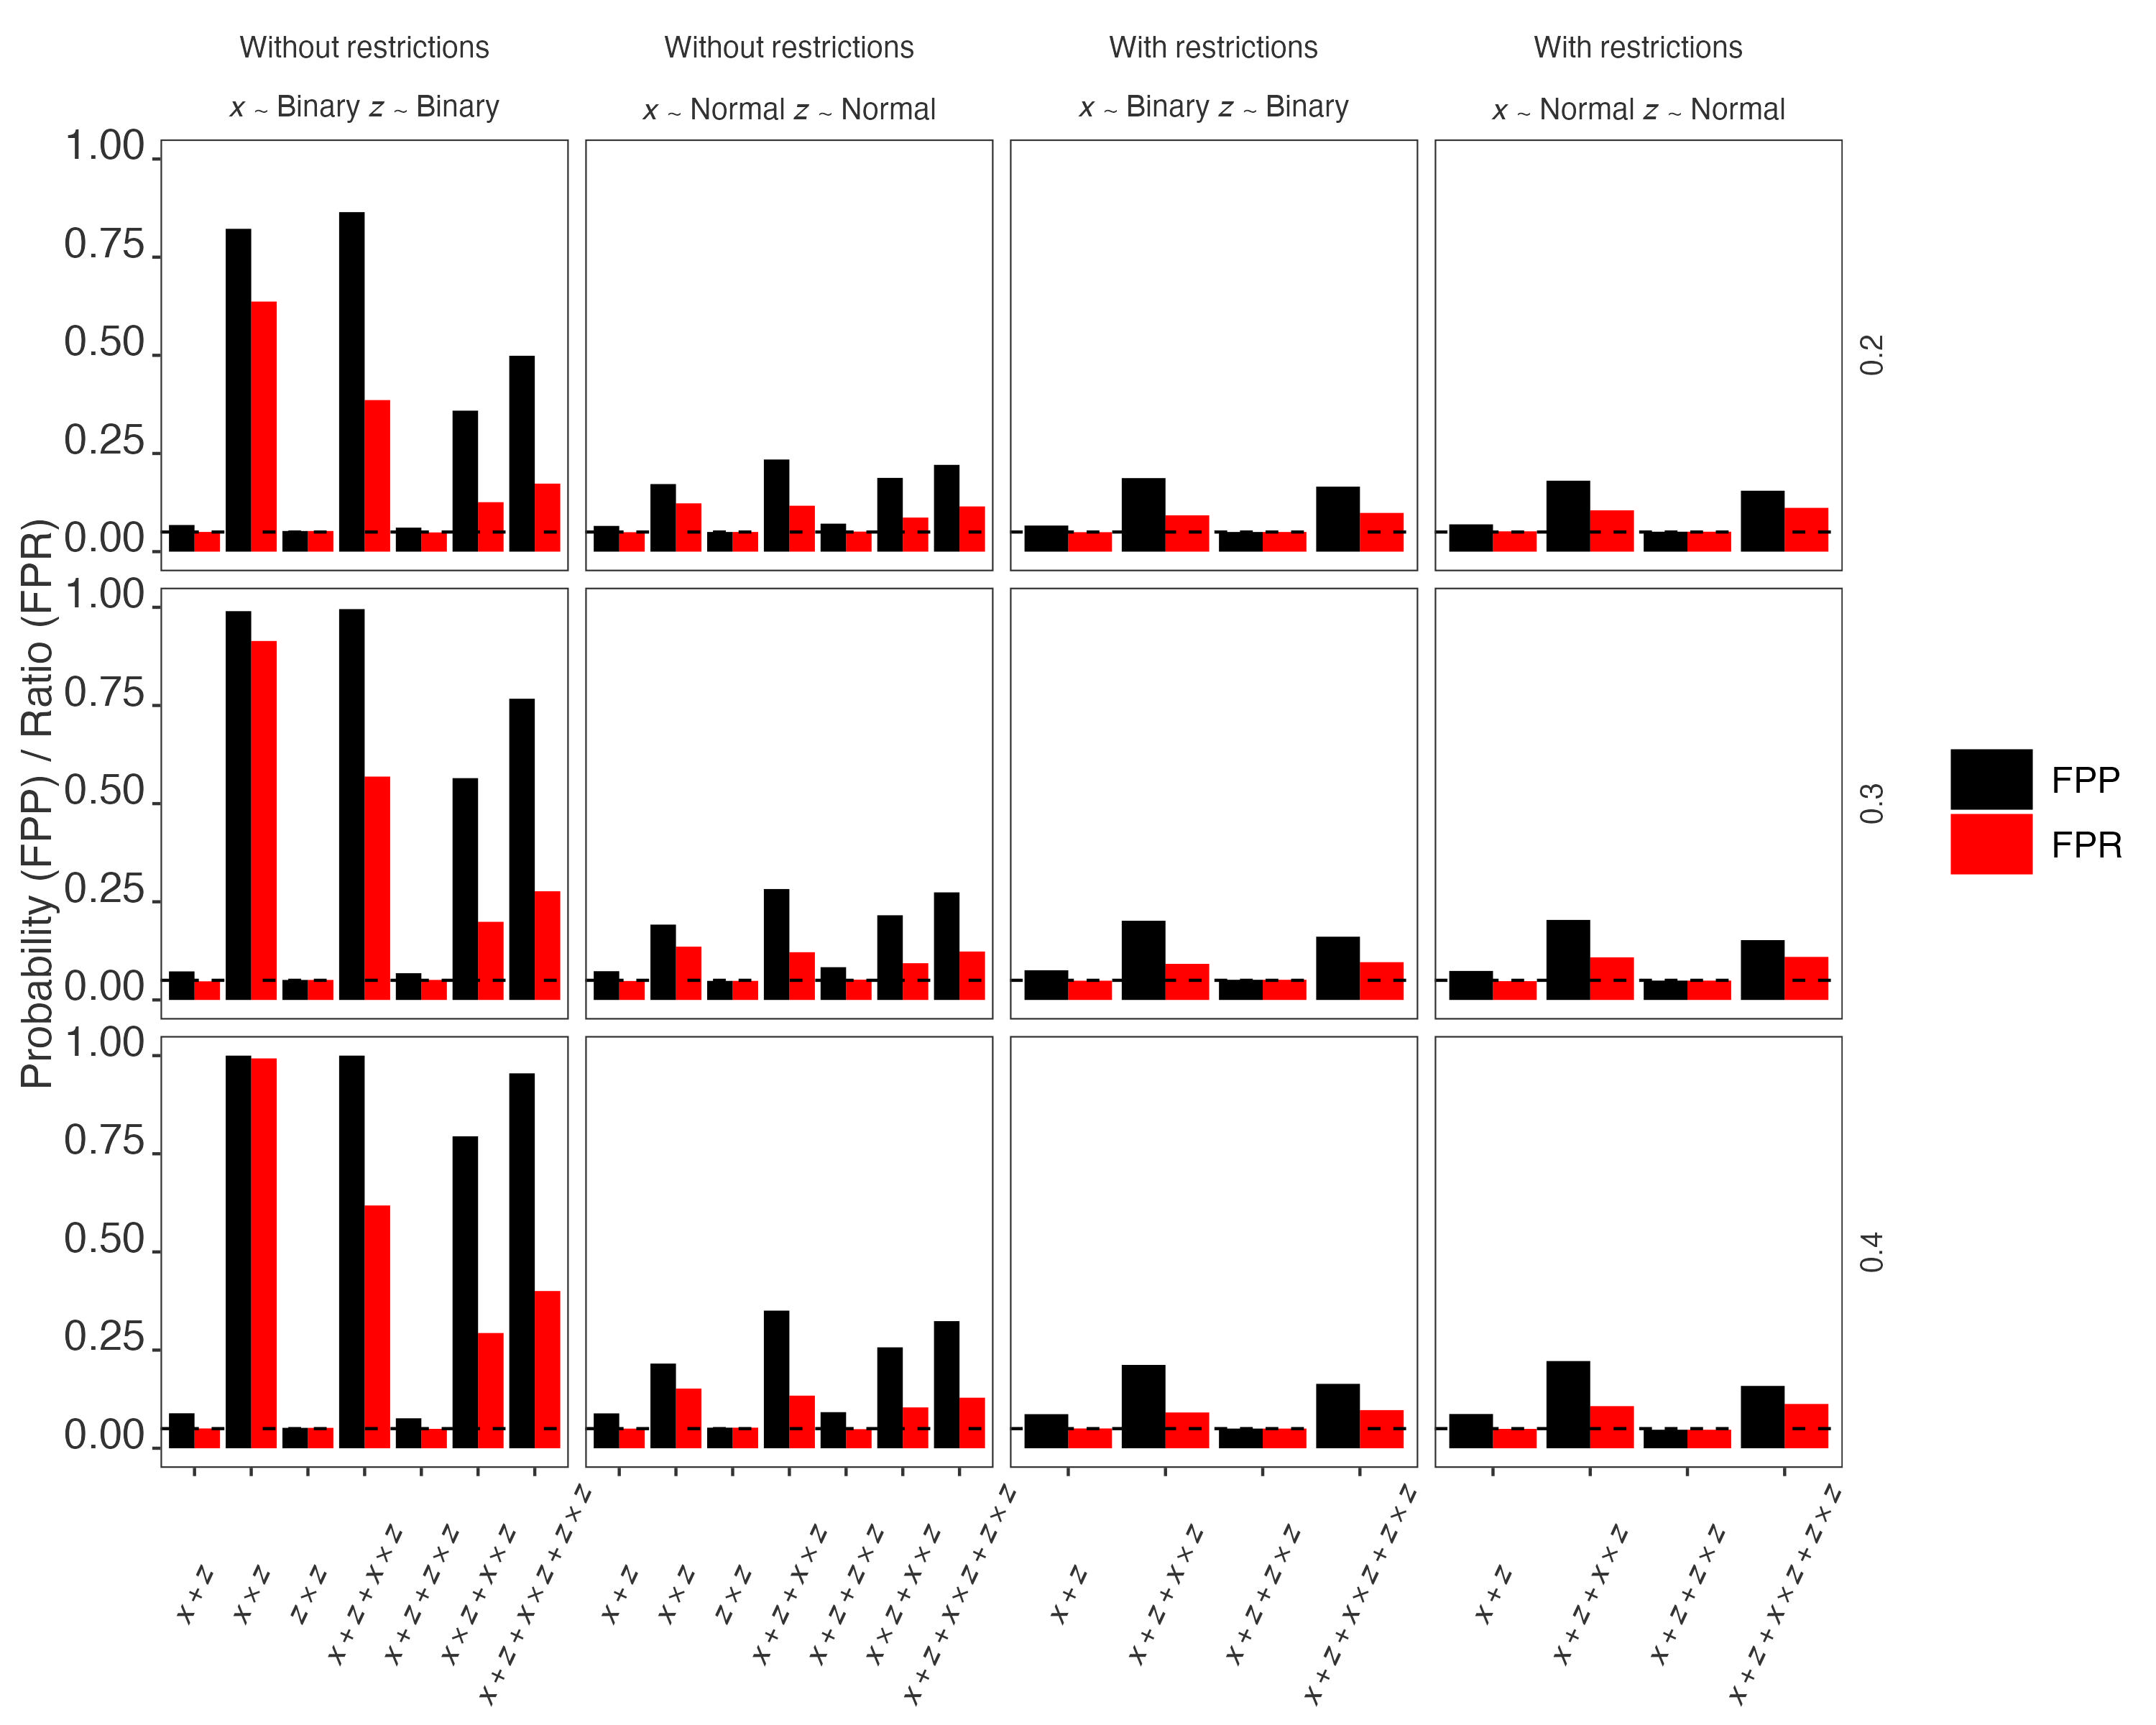 Without restrictions
Without restrictions
With restrictions
With restrictions
x ~ Binary z ~ Binary
x ~ Normal z ~ Normal
x ~ Binary z ~ Binary
x ~ Normal z ~ Normal
Probability (FPP) / Ratio (FPR)
1.00
0.75
0.50
0.25
0.00
0.2
1.00
0.75
0.50
0.25
0.00
0.3
1.00
0.75
0.50
0.25
0.00
0.4
FPP
FPR
x + z
x × z
z × z
x + z + x × z
x + z + z × z
x × z + x × z
x + z + x × z + z × z
x + z
x × z
z × z
x + z + x × z
x + z + z × z
x × z + x × z
x + z + x × z + z × z
x + z
x + z + x × z
x + z + z × z
x + z + x × z + z × z
x + z
x + z + x × z
x + z + z × z
x + z + x × z + z × z